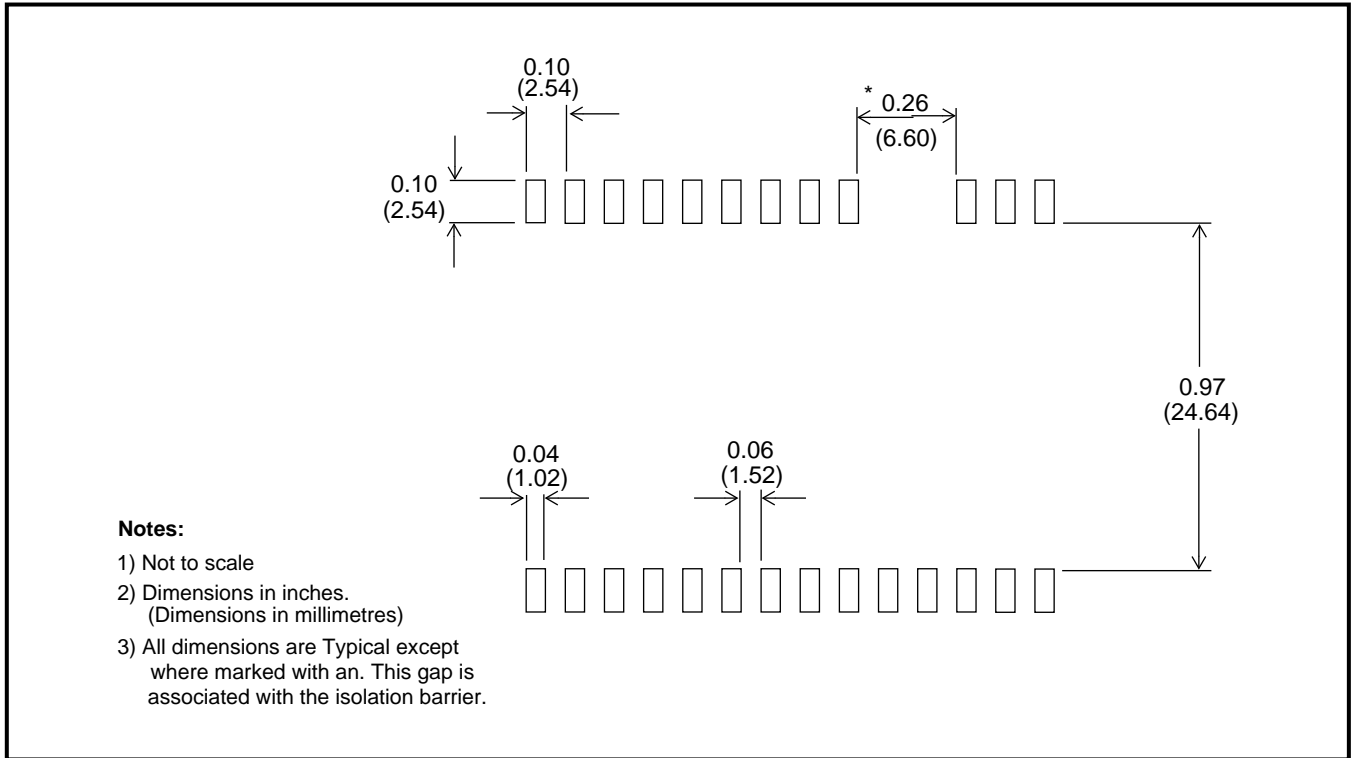 0.10
(2.54)
*
0.26
(6.60)
0.10
(2.54)
0.97
(24.64)
0.04
(1.02)
0.06
(1.52)
Notes:
1) Not to scale
2) Dimensions in inches.
(Dimensions in millimetres)
3) All dimensions are Typical except
where marked with an. This gap is
associated with the isolation barrier.